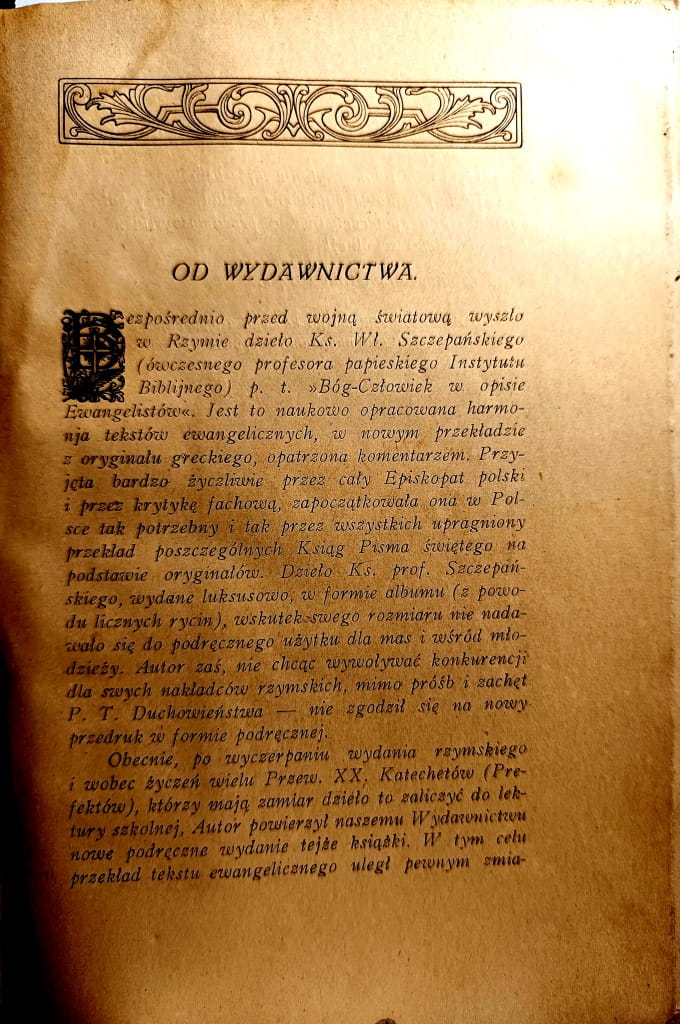 OD WYDAWNICTWA.
Bezpośrednio przed wojną światową wyszło
w Rzymie dzieło Ks. Wł. Szczepańskiego
(ówczesnego profesora papieskiego Instytutu
Biblijnego) p. t. »Bóg-Człowiek w opisie
Ewangelistów«. Jest to naukowo opracowana harmo-
nja tekstów ewangelicznych, w nowym przekładzie
z oryginału greckiego, opatrzona komentarzem. Przy-
jęta bardzo życzliwie przez cały Episkopat polski
i przez krytykę fachową, zapoczątkowała ona w Pol-
sce tak potrzebny i tak przez wszystkich upragniony
przekład poszczególnych Ksiąg Pisma świętego na
podstawie oryginałów. Dzieło Ks. prof. Szczepań-
skiego, wydane luksusowo, w formie albumu (z powo-
du licznych rycin), wskutek swego rozmiaru nie nada-
wało się do podręcznego użytku dla mas i wśród mło-
dzieży. Autor zaś, nie chcąc wywoływać konkurencji
dla swych nakładców rzymskich, mimo próśb i zachęt
P. T. Duchowieństwa — nie zgodził się na nowy
przedruk w formie podręcznej.
Obecnie, po wyczerpaniu wydania rzymskiego
i wobec życzeń wielu Przew. XX. Katechetów (Pre-
fektów), którzy mają zamiar dzieło to zaliczyć do lek-
tury szkolnej, Autor powierzył naszemu Wydawnictwu
nowe podręczne wydanie tejże książki. W tym celu
przekład tekstu ewangelicznego uległ pewnym zmia-